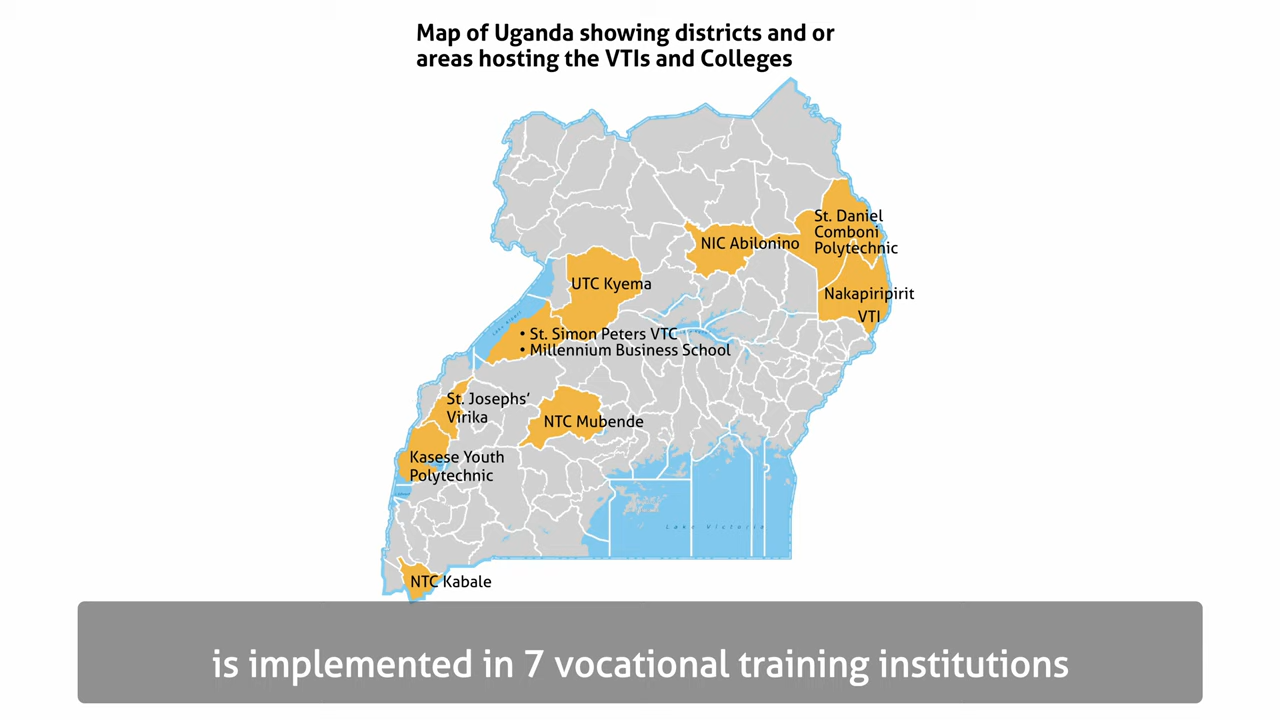 Map of Uganda showing districts and or
areas hosting the VTIs and Colleges
St. Daniel
Comboni
Polytechnic
NIC Abilonino
UTC Kyema
Nakapiripirit
VTI
• St. Simon Peters VTC
• Millennium Business School
St. Josephs’
Virika
NTC Mubende
Kasese Youth
Polytechnic
Lake Victoria
NTC Kabale
is implemented in 7 vocational training institutions